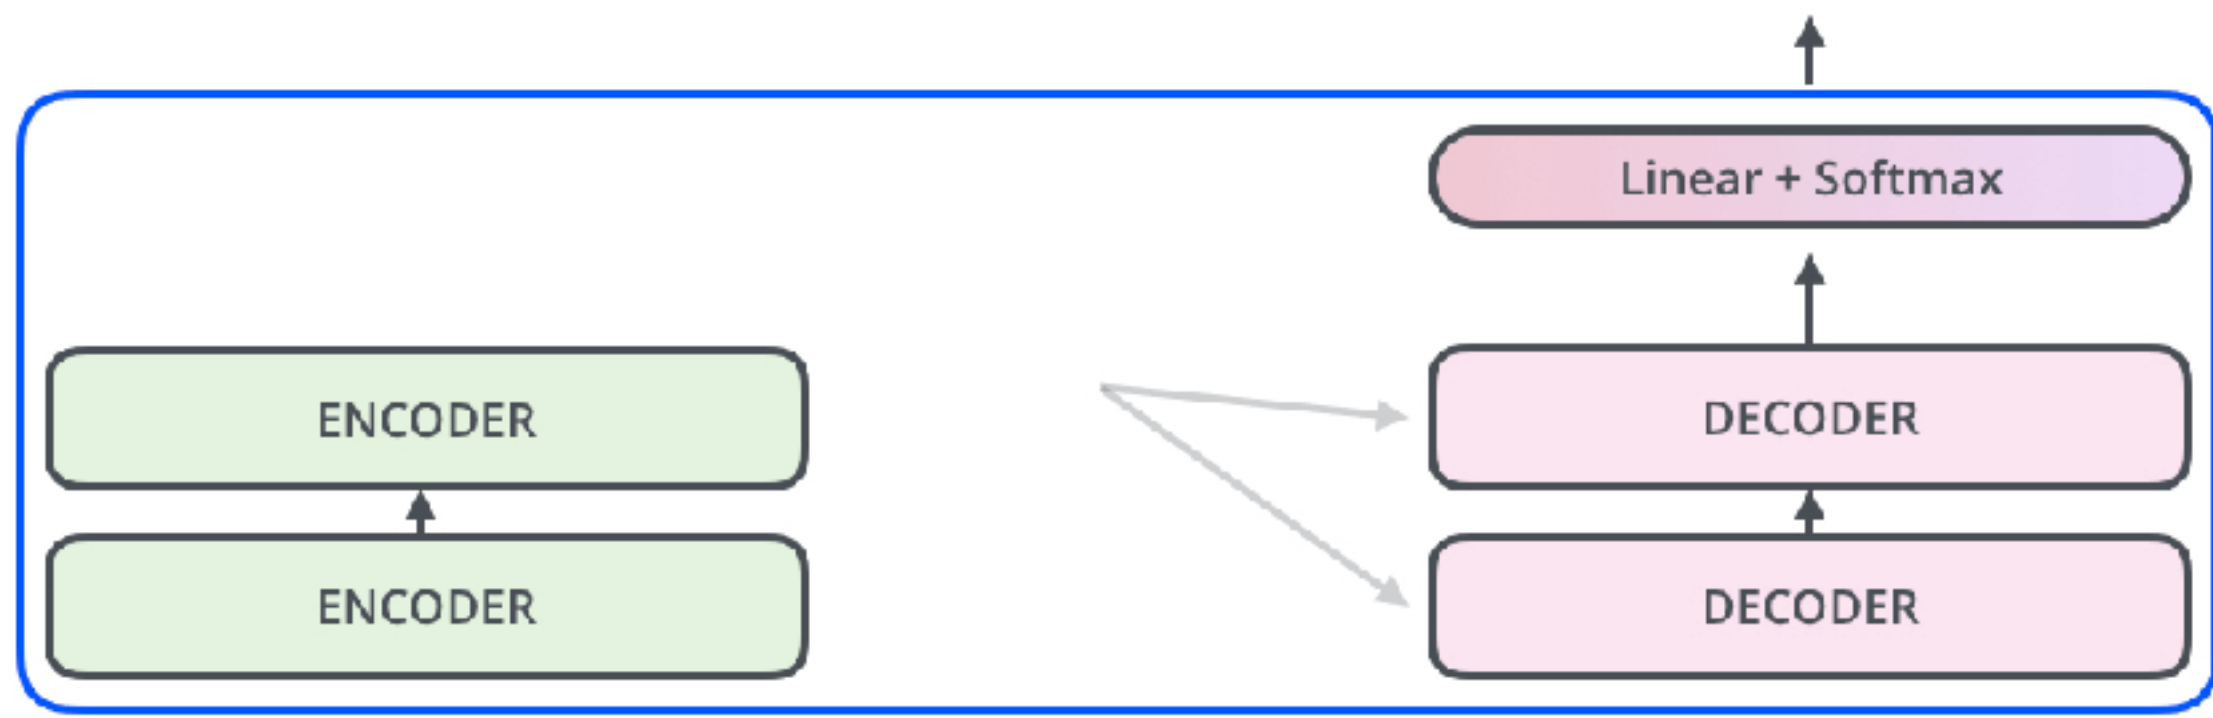 Linear + Softmax
ENCODER
DECODER
ENCODER
DECODER